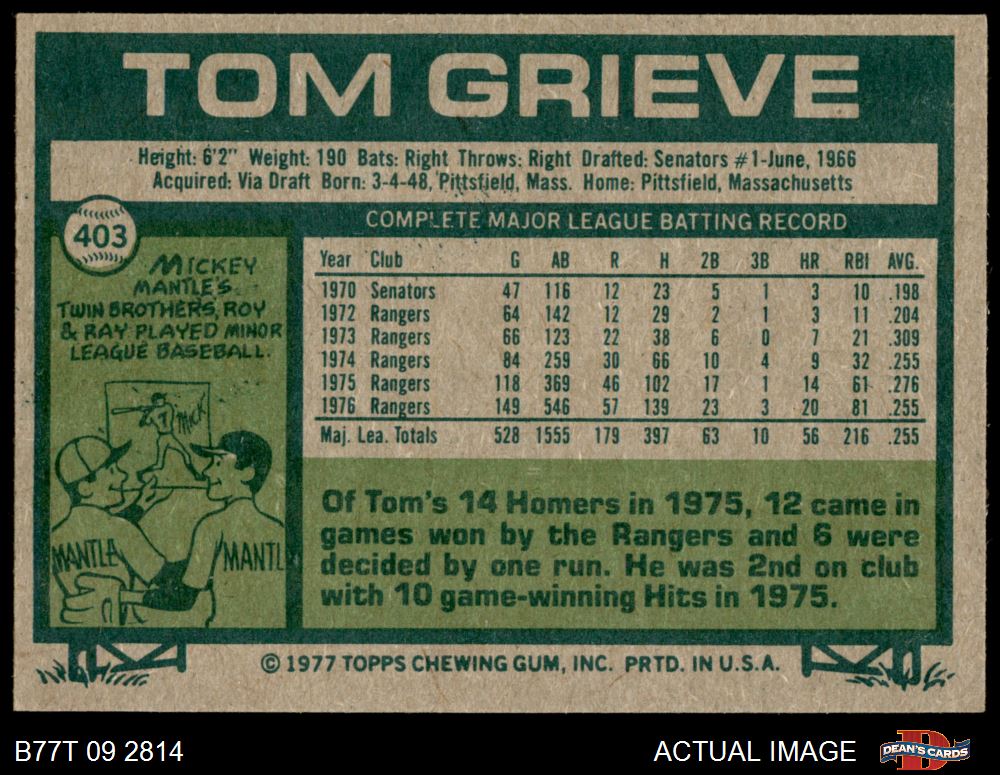 TOM GRIEVE
Height: 6'2" Weight: 190 Bats: Right Throws: Right Drafted: Senators #1-June, 1966
Acquired: Via Draft Born: 3-4-48, Pittsfield, Mass. Home: Pittsfield, Massachusetts
403
MICKEY
MANTLE'S
TWIN BROTHERS, ROY
& RAY PLAYED MINOR
LEAGUE BASEBALL.
MICK
MANTLE
MANTL
COMPLETE MAJOR LEAGUE BATTING RECORD
Year Club G AB R H 2B 3B HR RBI AVG.
1970 Senators 47 116 12 23 5 1 3 10 .198
1972 Rangers 64 142 12 29 2 1 3 11 .204
1973 Rangers 66 123 22 38 6 0 7 21 .309
1974 Rangers 84 259 30 66 10 4 9 32 .255
1975 Rangers 118 369 46 102 17 1 14 61 .276
1976 Rangers 149 546 57 139 23 3 20 81 .255
Maj. Lea. Totals 528 1555 179 397 63 10 56 216 .255
Of Tom's 14 Homers in 1975, 12 came in
games won by the Rangers and 6 were
decided by one run. He was 2nd on club
with 10 game-winning Hits in 1975.
© 1977 TOPPS CHEWING GUM, INC. PRTD. IN U.S.A.
B77T 09 2814
ACTUAL IMAGE
D
DEAN'S CARDS